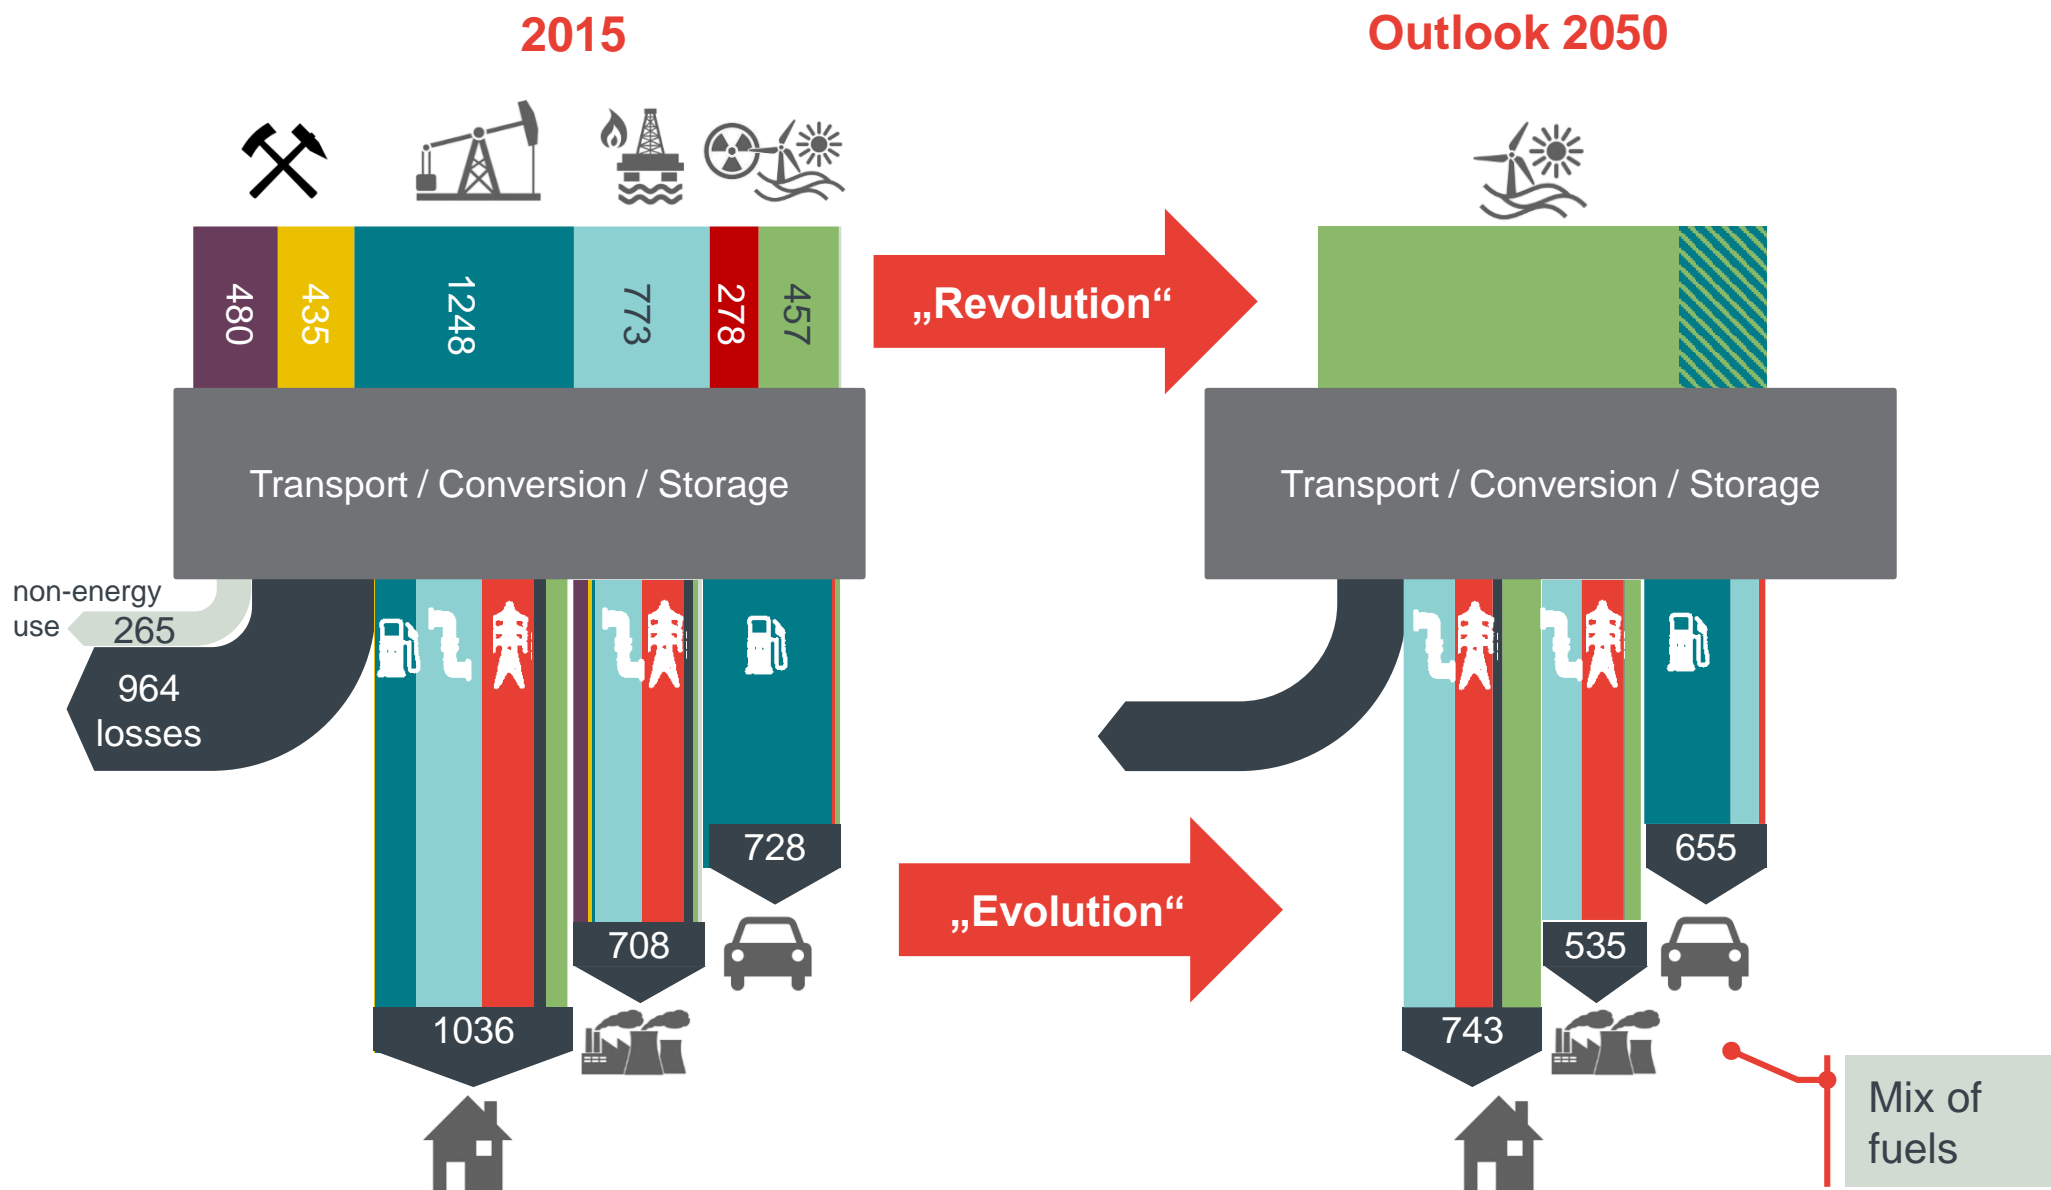 2015
Outlook 2050
480
435
1248
773
278
457
„Revolution“
Transport / Conversion / Storage
Transport / Conversion / Storage
non-energy
use
265
964
losses
728
655
„Evolution“
708
535
1036
743
Mix of
fuels